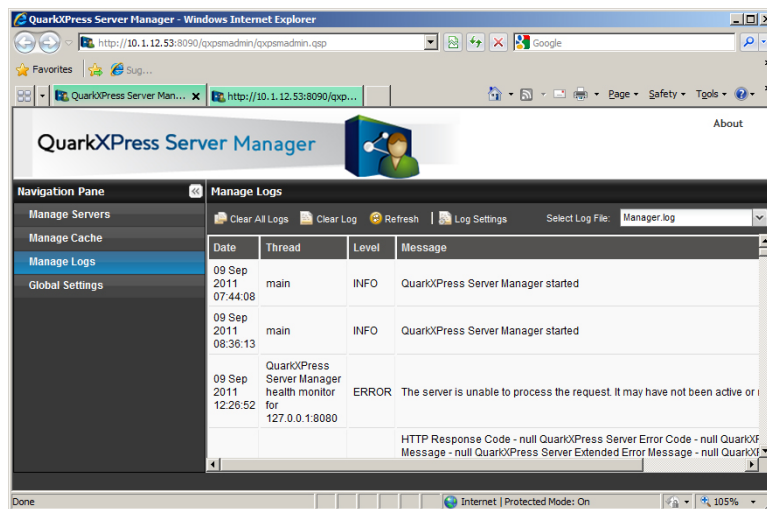 QuarkXPress Server Manager - Windows Internet Explorer
http://10.1.12.53:8090/qxpsmadmin/qxpsmadmin.qsp
Google
Favorites
Sug...
QuarkXPress Server Man...
http://10.1.12.53:8090/qxp...
Page
Safety
Tools
About
QuarkXPress Server Manager
Navigation Pane
Manage Servers
Manage Cache
Manage Logs
Global Settings
Manage Logs
Clear All Logs
Clear Log
Refresh
Log Settings
Select Log File:
Manager.log
Date
Thread
Level
Message
09 Sep
2011
07:44:08
main
INFO
QuarkXPress Server Manager started
09 Sep
2011
08:36:13
main
INFO
QuarkXPress Server Manager started
09 Sep
2011
12:26:52
QuarkXPress
Server Manager
health monitor
for
127.0.0.1:8080
ERROR
The server is unable to process the request. It may have not been active or
HTTP Response Code - null QuarkXPress Server Error Code - null
Message - null QuarkXPress Server Extended Error Message - null
Done
Internet | Protected Mode: On
105%